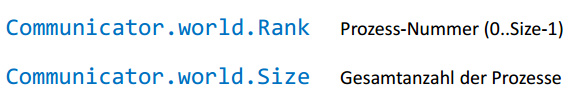 Communicator.world.Rank Prozess-Nummer (0..Size-1)
Communicator.world.Size Gesamtanzahl der Prozesse